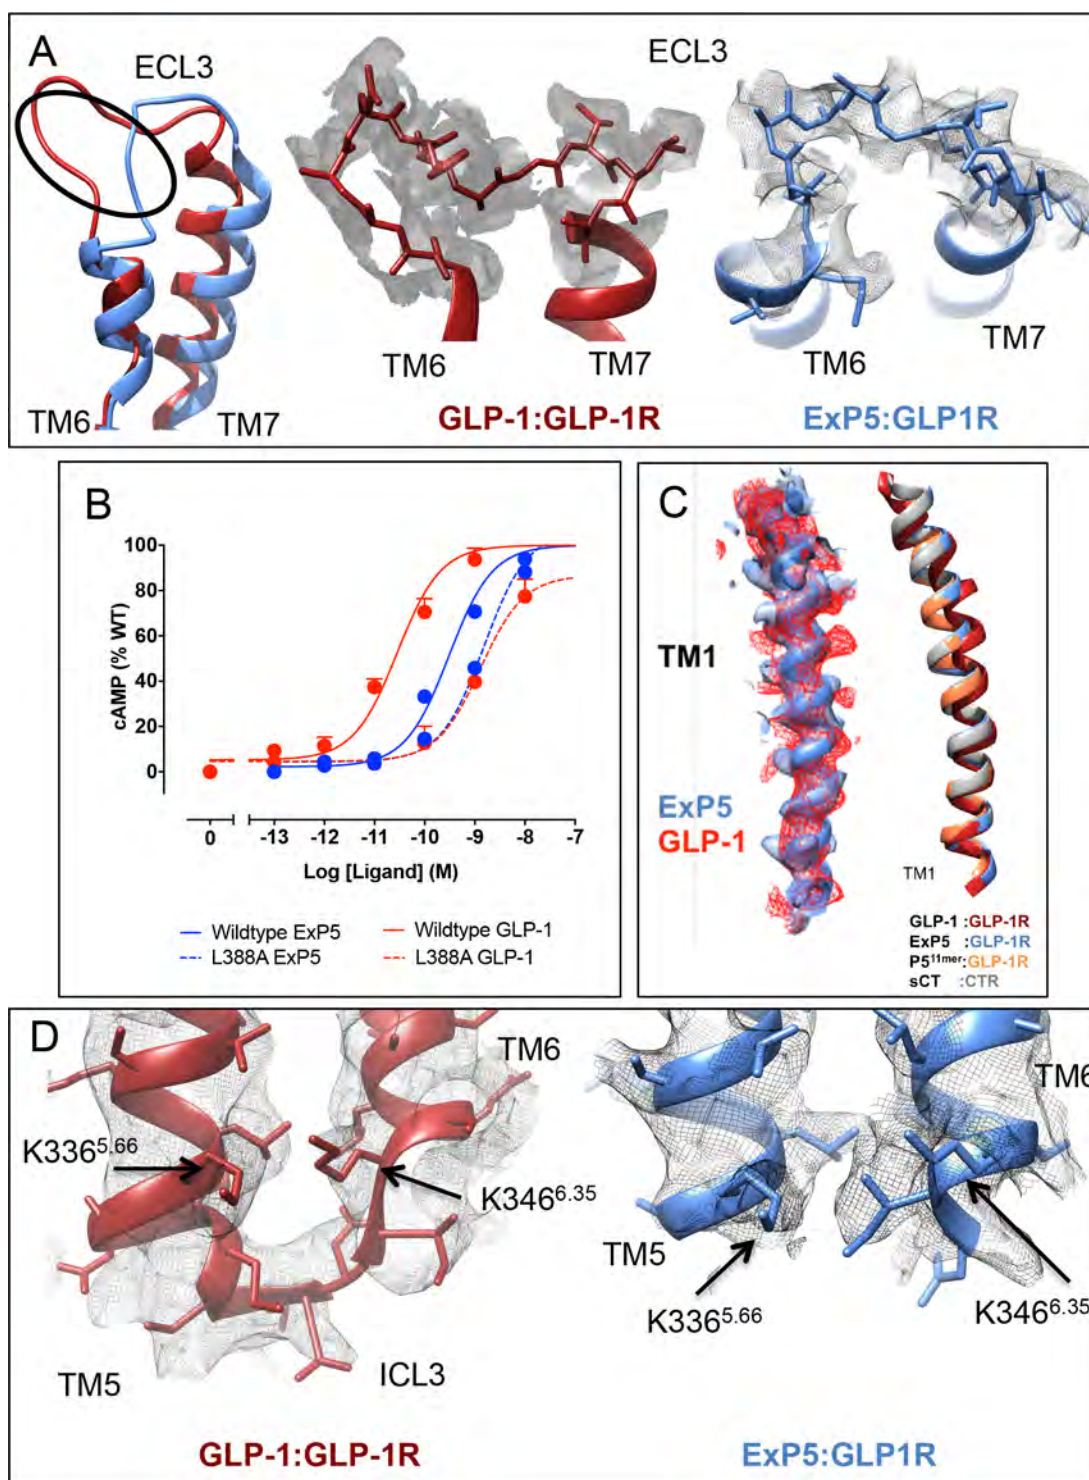 A
ECL3
ECL3
TM6
TM7
TM6
TM7
TM6
TM7
GLP-1:GLP-1R
ExP5:GLP1R
B
cAMP (% WT)
100
80
60
40
20
0
0
-13
-12
-11
-10
-9
-8
-7
Log [Ligand] (M)
Wildtype ExP5
Wildtype GLP-1
L388A ExP5
L388A GLP-1
C
TM1
ExP5
GLP-1
TM1
GLP-1 :GLP-1R
ExP5 :GLP-1R
P5¹¹ᵐᵉʳ:GLP-1R
sCT :CTR
D
TM6
K336⁵·⁶⁶
K346⁶·³⁵
TM5
ICL3
GLP-1:GLP-1R
TM6
TM5
K336⁵·⁶⁶
K346⁶·³⁵
ExP5:GLP1R